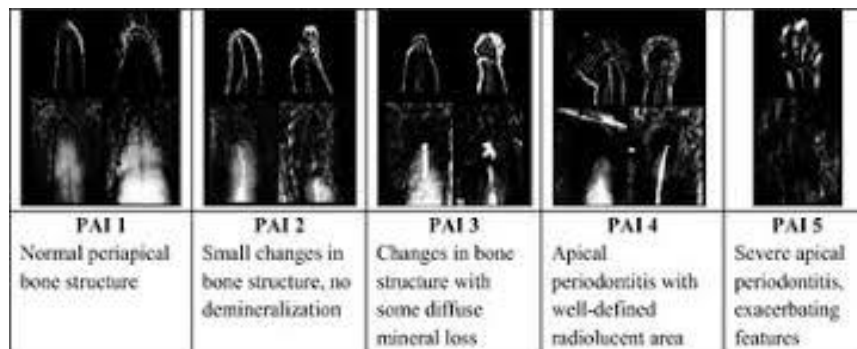 PAI 1
Normal periapical
bone structure
PAI 2
Small changes in
bone structure, no
demineralization
PAI 3
Changes in bone
structure with
some diffuse
mineral loss
PAI 4
Apical
periodontitis with
well-defined
radiolucent area
PAI 5
Severe apical
periodontitis,
exacerbating
features